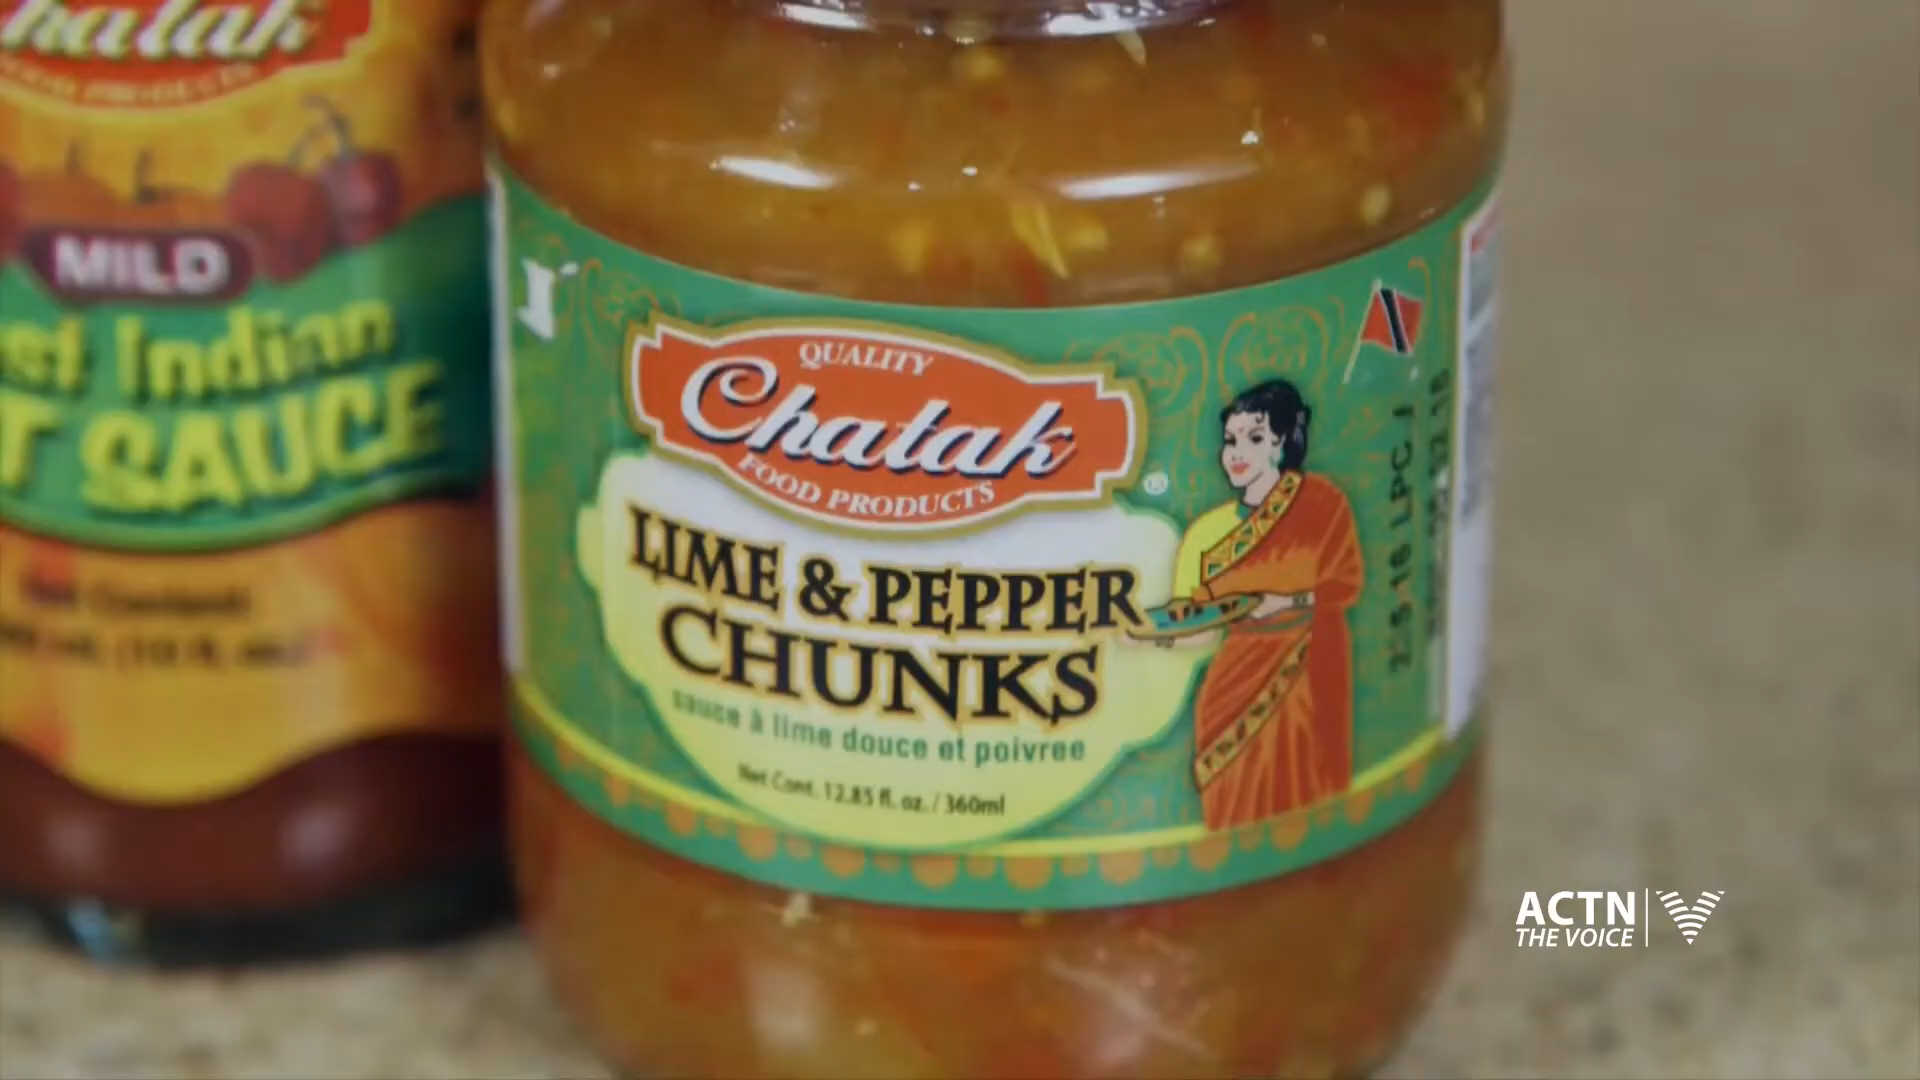 Chatak
MILD
Indian
SAUCE
QUALITY
Chatak
FOOD PRODUCTS
®
LIME & PEPPER
CHUNKS
sauce à lime douce et poivree
Net Cont. 12.85 fl. oz. / 360ml
ACTN
THE VOICE